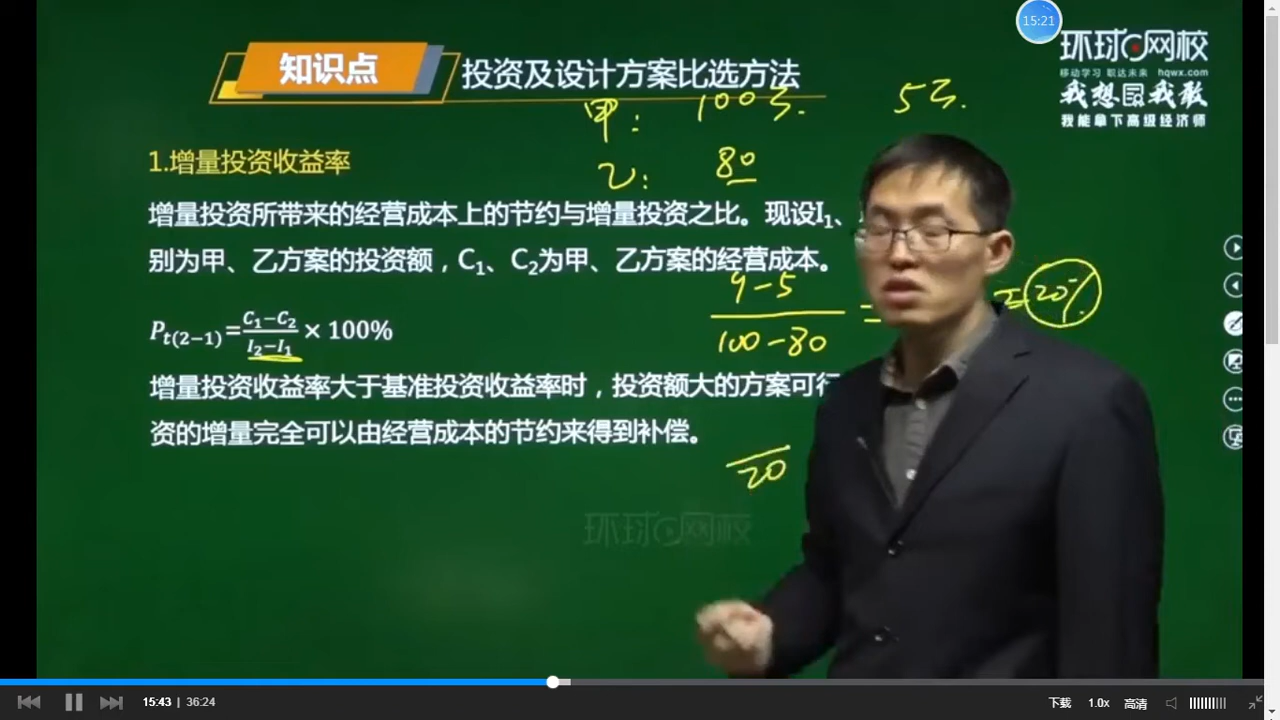 15:21
环球网校
移动学习 职达未来 hqwx.com
我想我敢
我能拿下高级经济师
知识点
投资及设计方案比选方法
甲: 100万. 5万.
乙: 80
1.增量投资收益率
增量投资所带来的经营成本上的节约与增量投资之比。现设I₁、
别为甲、乙方案的投资额，C₁、C₂为甲、乙方案的经营成本。
9-5
100-80
= =20%
P_t(2−1)=(C₁−C₂)/(I₂−I₁) × 100%
增量投资收益率大于基准投资收益率时，投资额大的方案可行
资的增量完全可以由经营成本的节约来得到补偿。
20
环球网校
15:43 | 36:24
下载 1.0x 高清